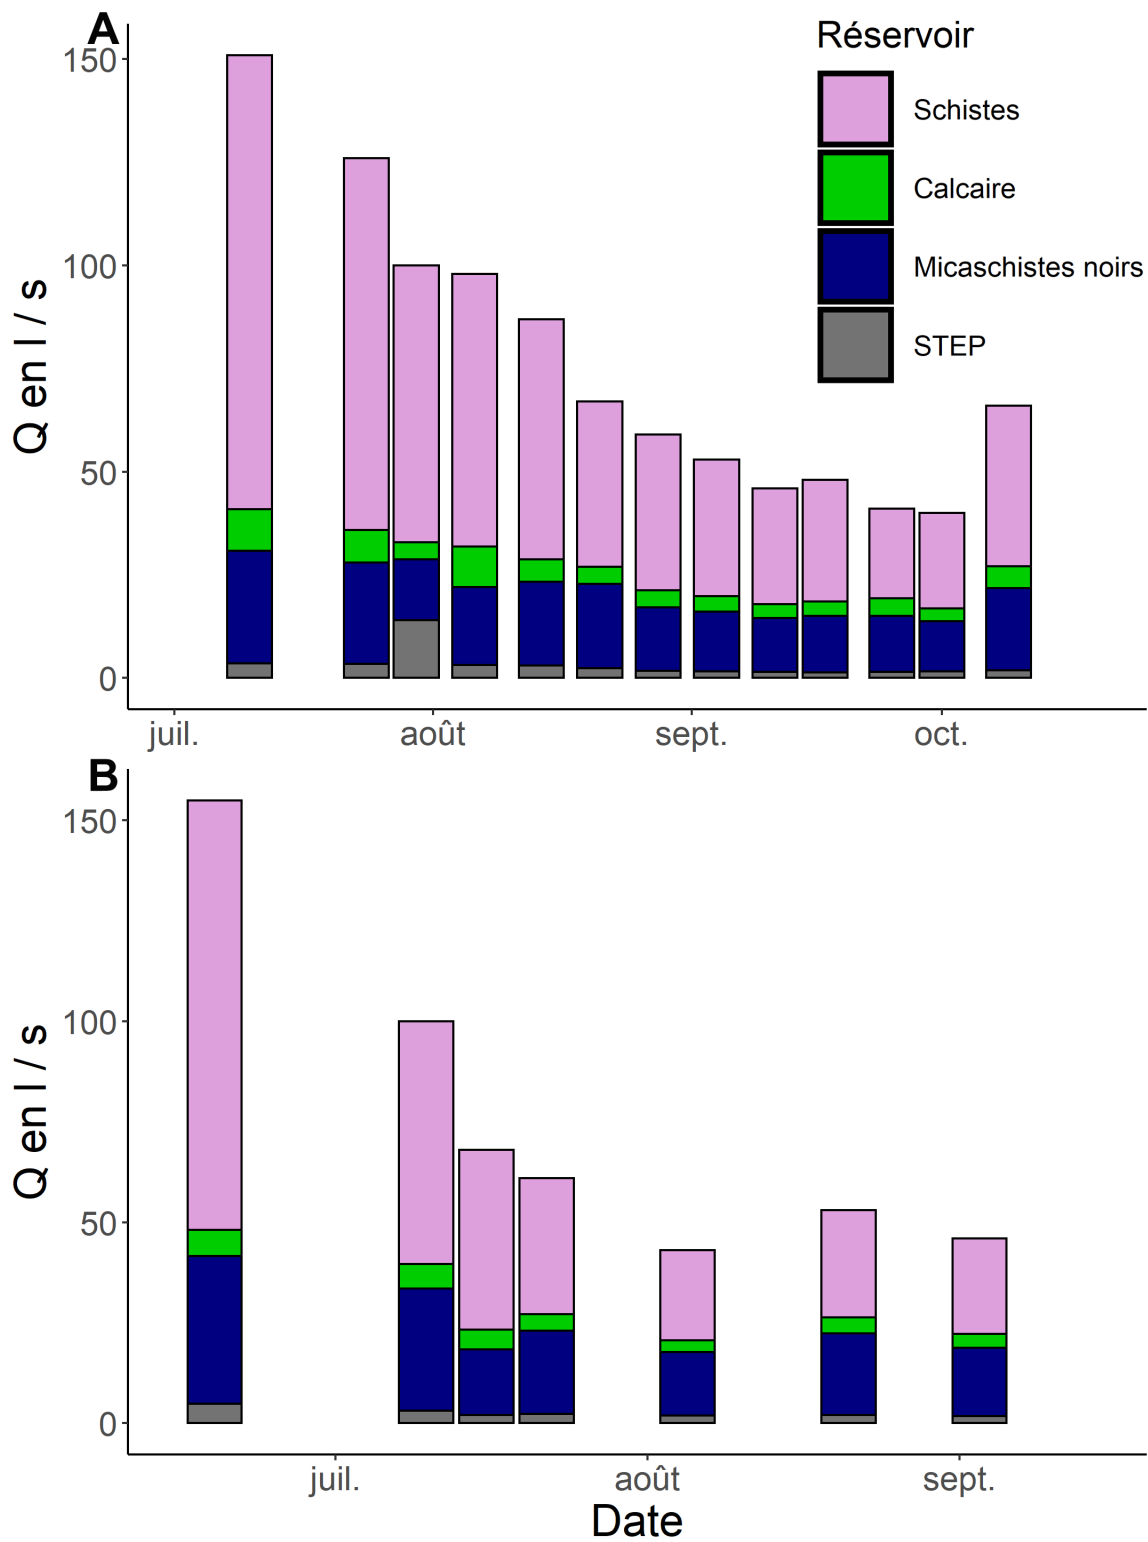 A
Réservoir
Schistes
Calcaire
Micaschistes noirs
STEP
Q en l / s
150
100
50
0
juil. août sept. oct.
B
Q en l / s
150
100
50
0
juil. août sept.
Date